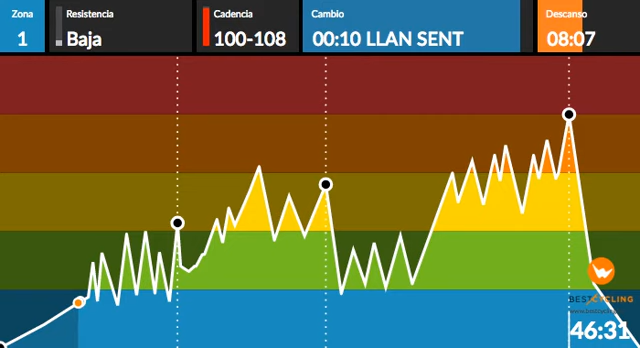 Zona
1
Resistencia
Baja
Cadencia
100-108
Cambio
00:10 LLAN SENT
Descanso
08:07
BESTCYCLING
46:31